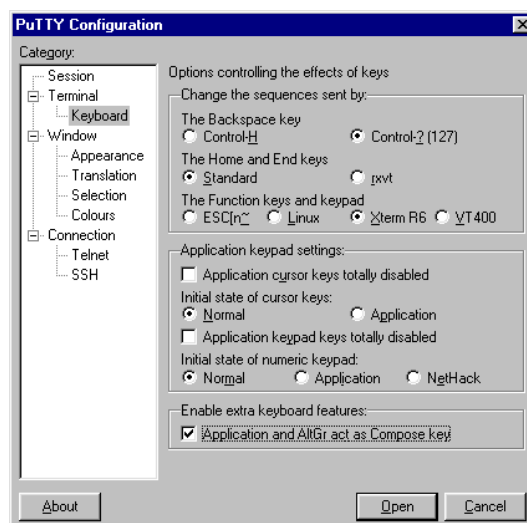 PuTTY Configuration
Category:
Session
Terminal
Keyboard
Window
Appearance
Translation
Selection
Colours
Connection
Telnet
SSH
Options controlling the effects of keys
Change the sequences sent by:
The Backspace key
Control-H Control-? (127)
The Home and End keys
Standard rxvt
The Function keys and keypad
ESC[n~ Linux Xterm R6 VT400
Application keypad settings:
Application cursor keys totally disabled
Initial state of cursor keys:
Normal Application
Application keypad keys totally disabled
Initial state of numeric keypad:
Normal Application NetHack
Enable extra keyboard features:
Application and AltGr act as Compose key
About Open Cancel